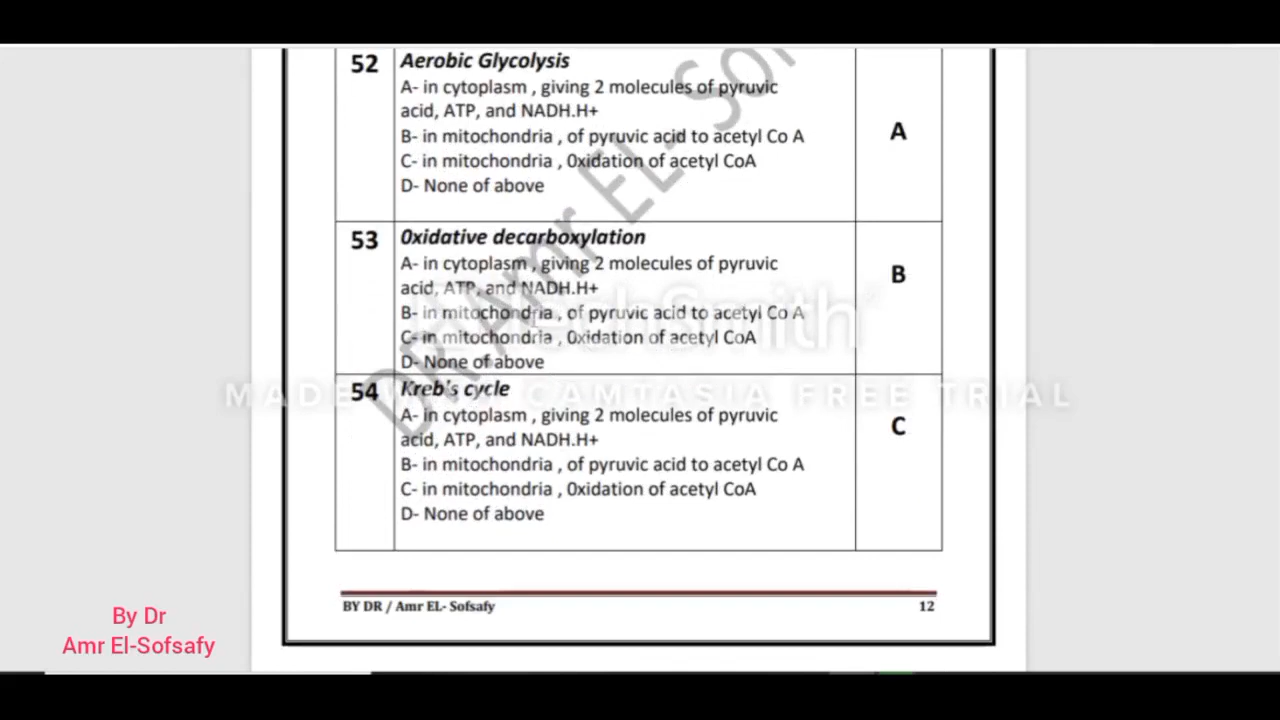 52
Aerobic Glycolysis
A- in cytoplasm , giving 2 molecules of pyruvic
acid, ATP, and NADH.H+
B- in mitochondria , of pyruvic acid to acetyl Co A
C- in mitochondria , 0xidation of acetyl CoA
D- None of above
A
53
0xidative decarboxylation
A- in cytoplasm , giving 2 molecules of pyruvic
acid, ATP, and NADH.H+
B- in mitochondria , of pyruvic acid to acetyl Co A
C- in mitochondria , 0xidation of acetyl CoA
D- None of above
B
54
Kreb's cycle
A- in cytoplasm , giving 2 molecules of pyruvic
acid, ATP, and NADH.H+
B- in mitochondria , of pyruvic acid to acetyl Co A
C- in mitochondria , 0xidation of acetyl CoA
D- None of above
C
DR Amr EL- Sof
TechSmith
MADE WITH CAMTASIA FREE TRIAL
BY DR / Amr EL- Sofsafy 12
By Dr
Amr El-Sofsafy